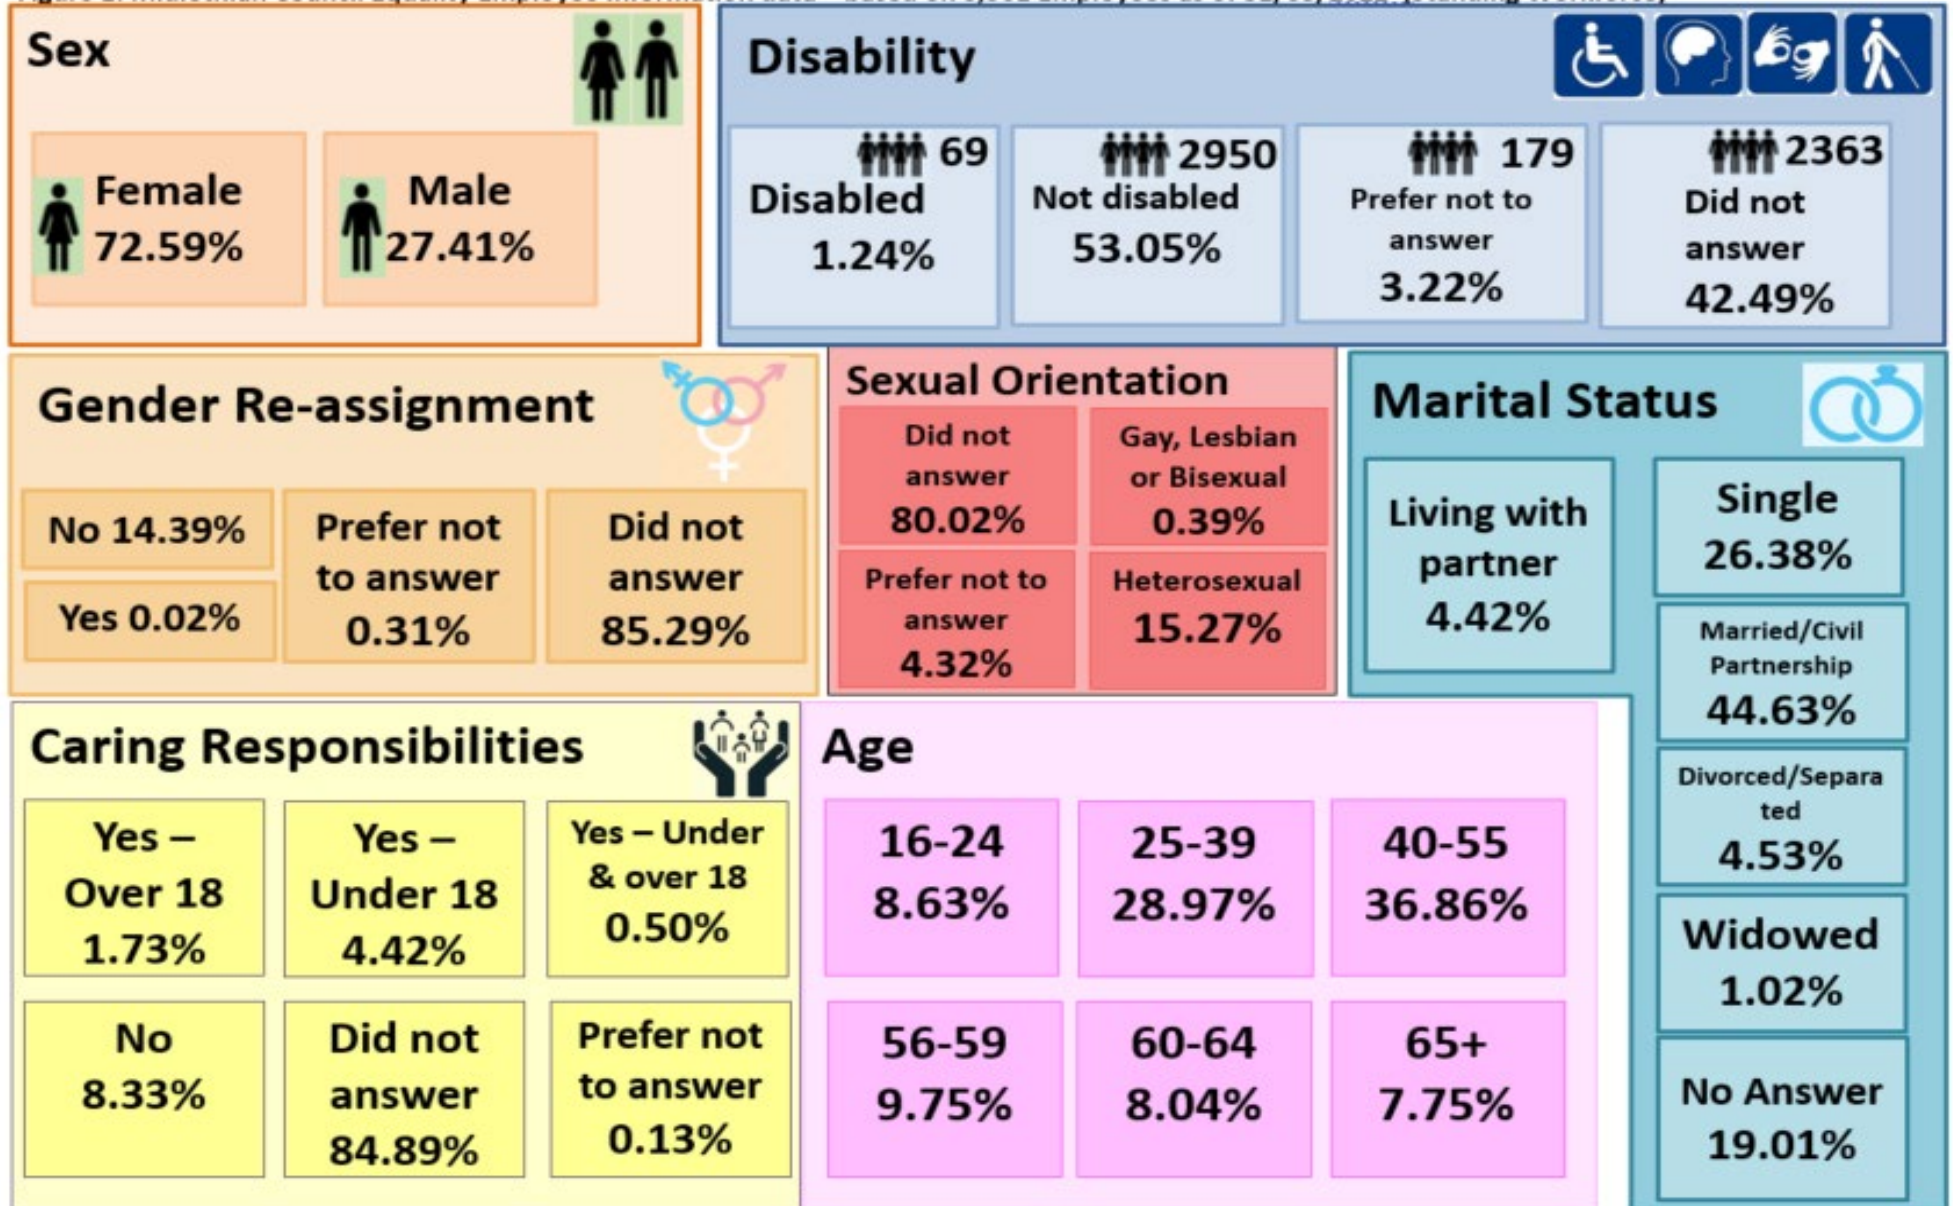 Sex
Female
72.59%
Male
27.41%
Disability
69
Disabled
1.24%
2950
Not disabled
53.05%
179
Prefer not to
answer
3.22%
2363
Did not
answer
42.49%
Gender Re-assignment
No 14.39%
Yes 0.02%
Prefer not
to answer
0.31%
Did not
answer
85.29%
Sexual Orientation
Did not
answer
80.02%
Gay, Lesbian
or Bisexual
0.39%
Prefer not to
answer
4.32%
Heterosexual
15.27%
Marital Status
Living with
partner
4.42%
Single
26.38%
Married/Civil
Partnership
44.63%
Divorced/Separa
ted
4.53%
Widowed
1.02%
No Answer
19.01%
Caring Responsibilities
Yes –
Over 18
1.73%
Yes –
Under 18
4.42%
Yes – Under
& over 18
0.50%
No
8.33%
Did not
answer
84.89%
Prefer not
to answer
0.13%
Age
16-24
8.63%
25-39
28.97%
40-55
36.86%
56-59
9.75%
60-64
8.04%
65+
7.75%